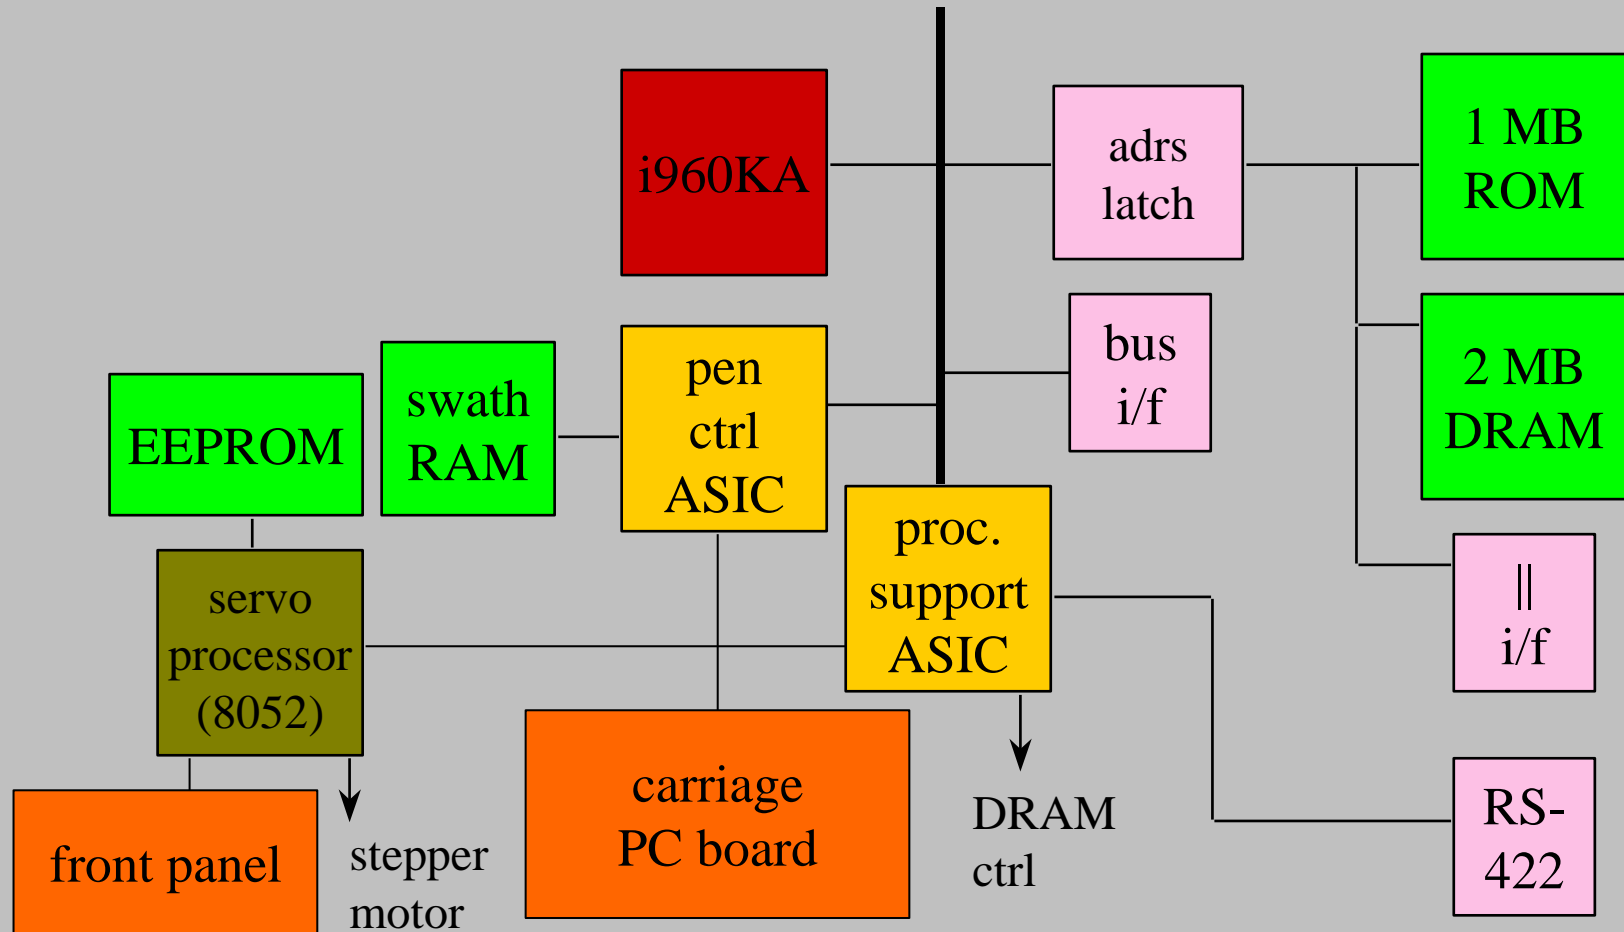 i960KA
adrs
latch
1 MB
ROM
bus
i/f
2 MB
DRAM
pen
ctrl
ASIC
swath
RAM
EEPROM
proc.
support
ASIC
||
i/f
servo
processor
(8052)
carriage
PC board
DRAM
ctrl
RS-
422
front panel
stepper
motor